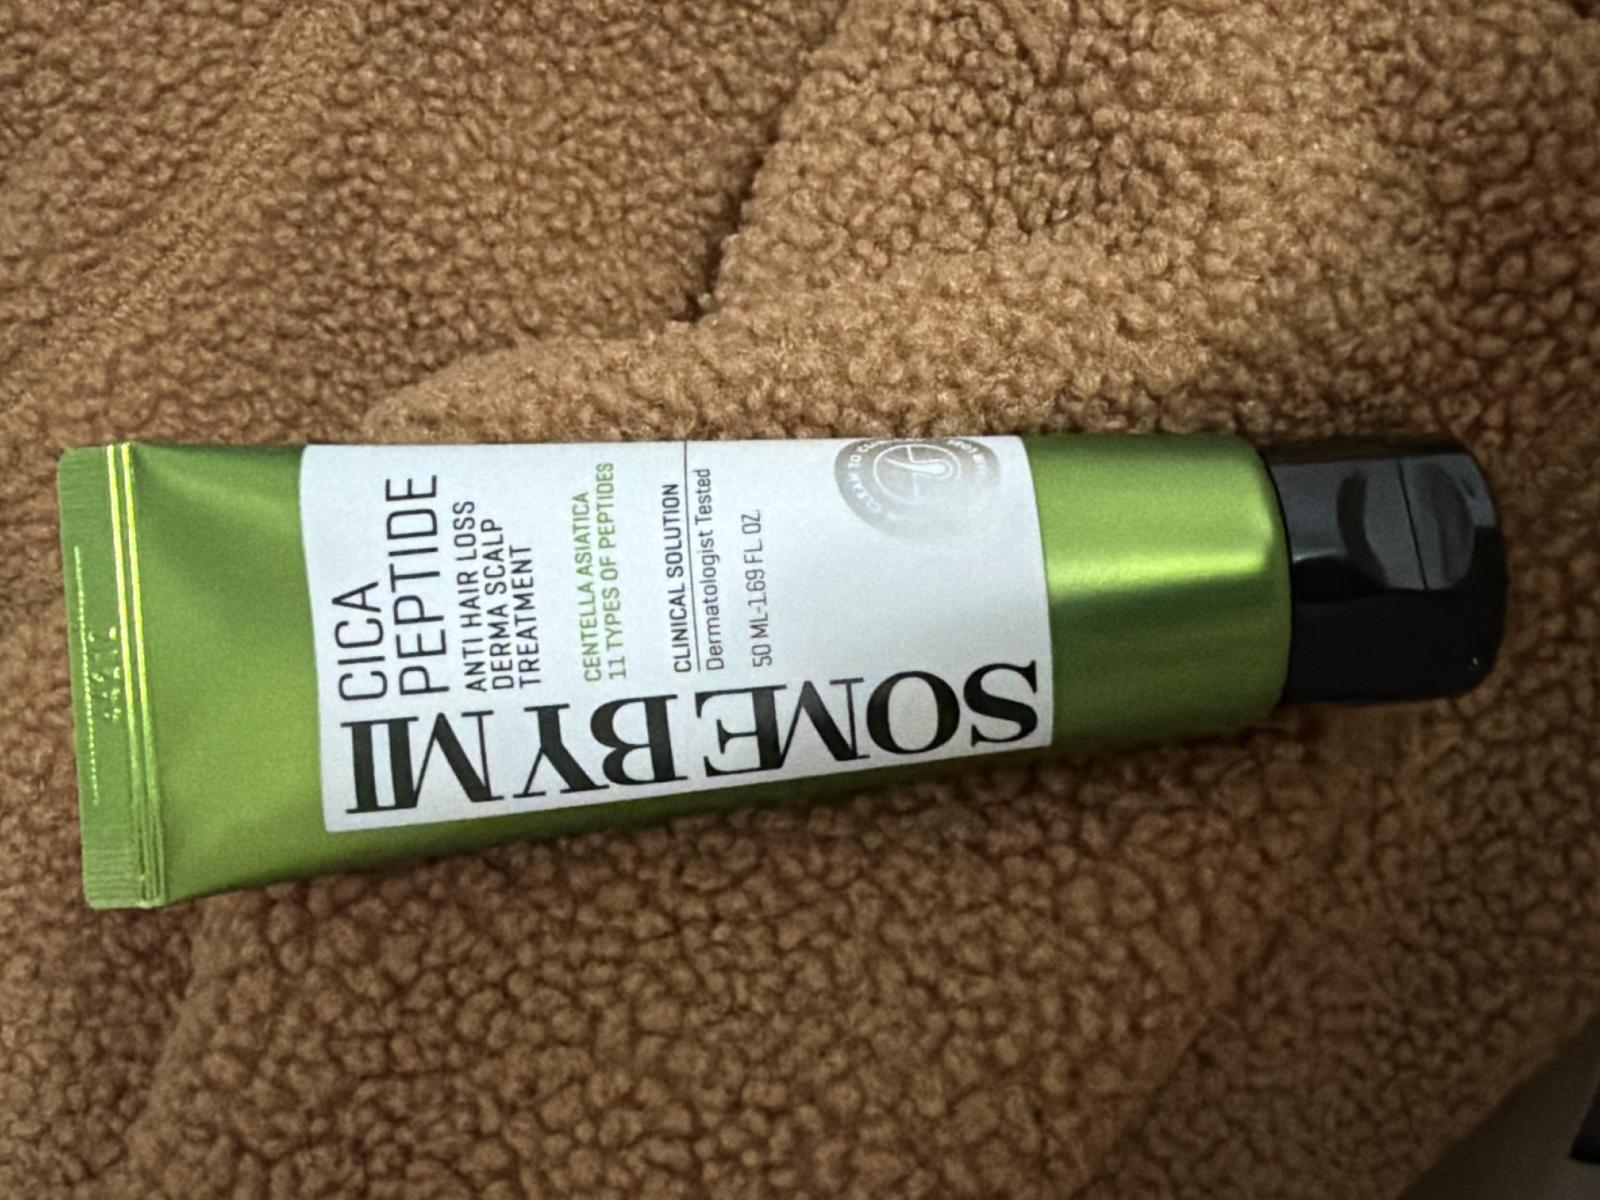 CICA
PEPTIDE
ANTI HAIR LOSS
DERMA SCALP
TREATMENT
CENTELLA ASIATICA
11 TYPES OF PEPTIDES
CLINICAL SOLUTION
Dermatologist Tested
50 ML-1.69 FL. OZ.
SOME BY MI